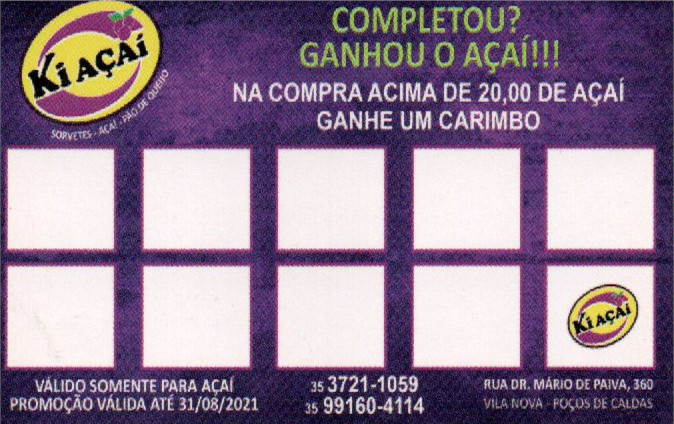 KI AÇAÍ
SORVETES - AÇAÍ - PÃO DE QUEIJO
COMPLETOU?
GANHOU O AÇAÍ!!!
NA COMPRA ACIMA DE 20,00 DE AÇAÍ
GANHE UM CARIMBO
KI AÇAÍ
VÁLIDO SOMENTE PARA AÇAÍ
PROMOÇÃO VÁLIDA ATÉ 31/08/2021
35 3721-1059
35 99160-4114
RUA DR. MÁRIO DE PAIVA, 360
VILA NOVA - POÇOS DE CALDAS